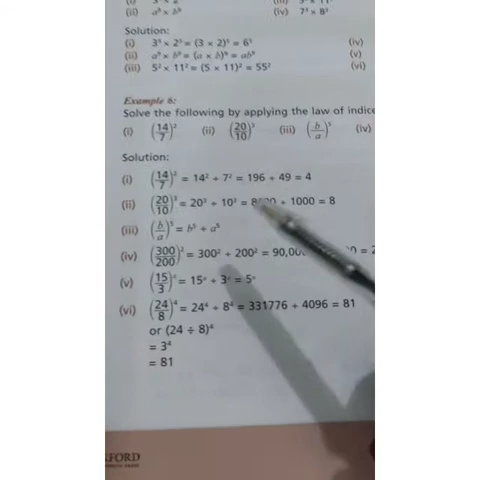 (ii) a⁵ × b⁵ (iv) 7³ × 8³
Solution:
(i) 3⁵ × 2⁵ = (3 × 2)⁵ = 6⁵ (iv)
(ii) = (a × b) (v)
(iii) 5² × 11² = (5 × 11)² = 55² (vi)
Example 6:
Solve the following by applying the law of indice
(i) (14/7)² (ii) (20/10)³ (iii) (b/a)⁵ (iv)
Solution:
(i) (14/7)² = 14² ÷ 7² = 196 ÷ 49 = 4
(ii) (20/10)³ = 20³ ÷ 10³ = ÷ 1000 = 8
(iii) (b/a)⁵ = b⁵ ÷ a⁵
(iv) (300/200)² = 300² ÷ 200² = 90,00
(v) (15/3)ⁿ = 15ⁿ ÷ 3ⁿ = 5ⁿ
(vi) (24/8)⁴ = 24⁴ ÷ 8⁴ = 331776 ÷ 4096 = 81
or (24 ÷ 8)⁴
= 3⁴
= 81
FORD